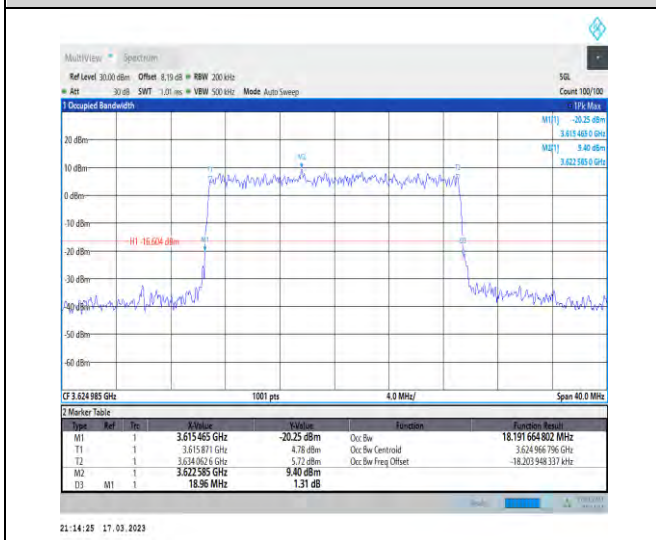 MultiView Spectrum
Ref Level 30.00 dBm Offset 8.19 dB RBW 200 kHz SGL
Att 30 dB SWT 1.01 ms VBW 500 kHz Mode Auto Sweep Count 100/100
1 Occupied Bandwidth 1Pk Max
M1[1] -20.25 dBm
3.615 463 0 GHz
M2[1] 9.40 dBm
3.622 585 0 GHz
20 dBm
10 dBm
0 dBm
-10 dBm
-20 dBm
-30 dBm
-40 dBm
-50 dBm
-60 dBm
M2
T1
T2
H1 -16.604 dBm
M1
D3
CF 3.624 985 GHz 1001 pts 4.0 MHz/ Span 40.0 MHz
2 Marker Table
Type Ref Trc X-Value Y-Value Function Function Result
M1 1 3.615465 GHz -20.25 dBm Occ Bw 18.191 664 802 MHz
T1 1 3.615871 GHz 4.78 dBm Occ Bw Centroid 3.624 966 796 GHz
T2 1 3.634 062 6 GHz 5.72 dBm Occ Bw Freq Offset -18.203 948 337 kHz
M2 1 3.622585 GHz 9.40 dBm
D3 M1 1 18.96 MHz 1.31 dB
21:14:25 17.03.2023